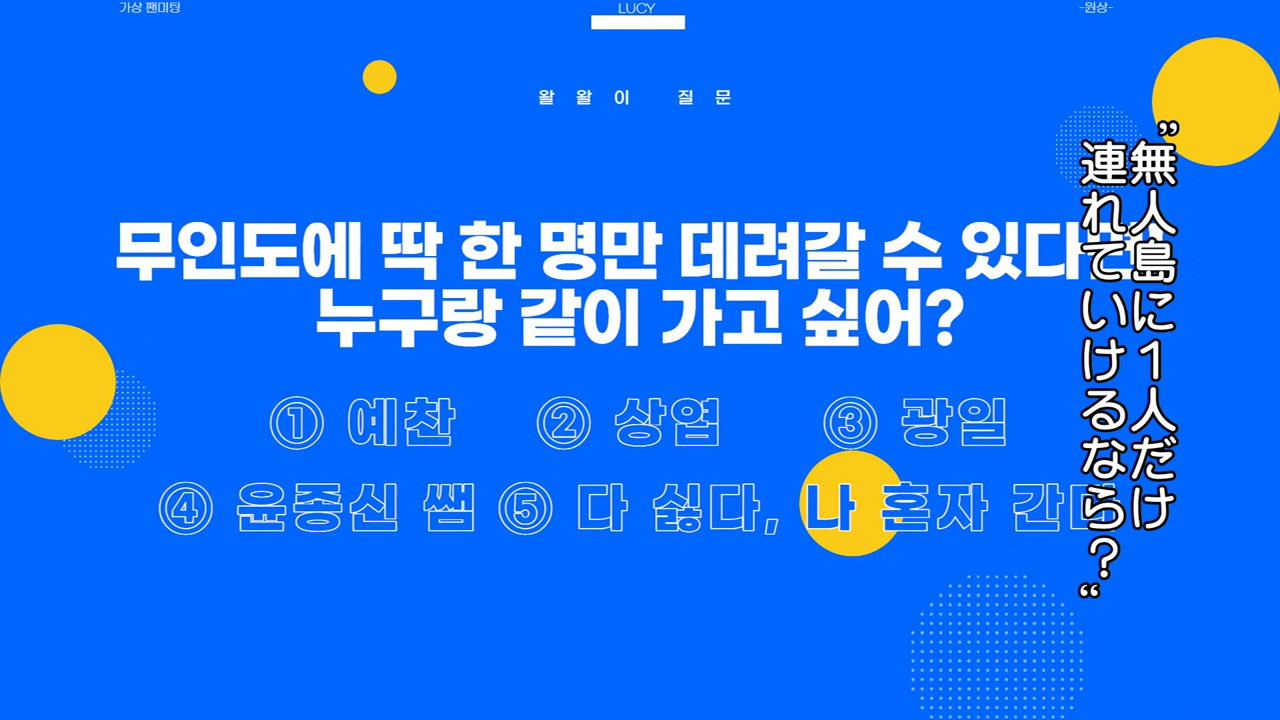 가상 팬미팅
LUCY
-원상-
왈왈이 질문
무인도에 딱 한 명만 데려갈 수 있다면
누구랑 같이 가고 싶어?
① 예찬 ② 상엽 ③ 광일
④ 윤종신 쌤 ⑤ 다 싫다, 나 혼자 간다
”無人島に1人だけ
連れていけるなら？“